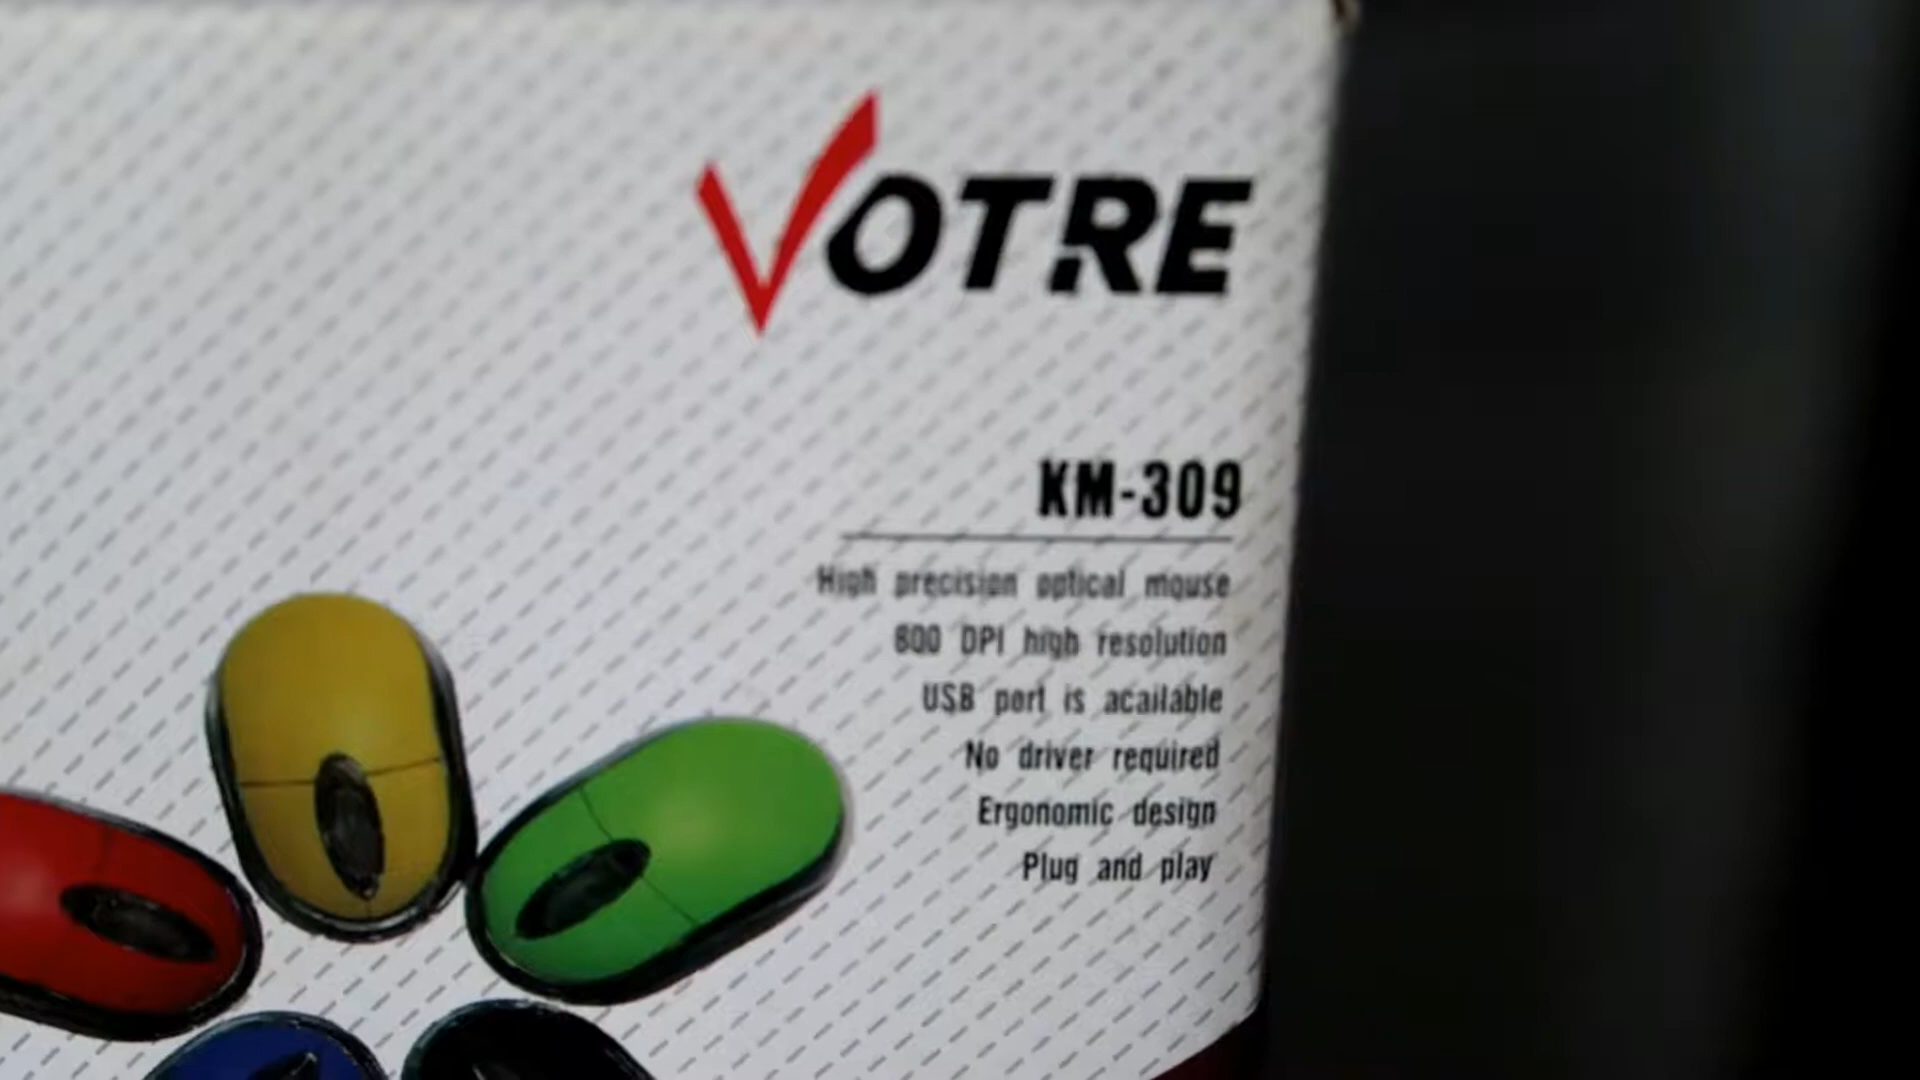 VOTRE
KM-309
High precision optical mouse
800 DPI high resolution
USB port is acailable
No driver required
Ergonomic design
Plug and play